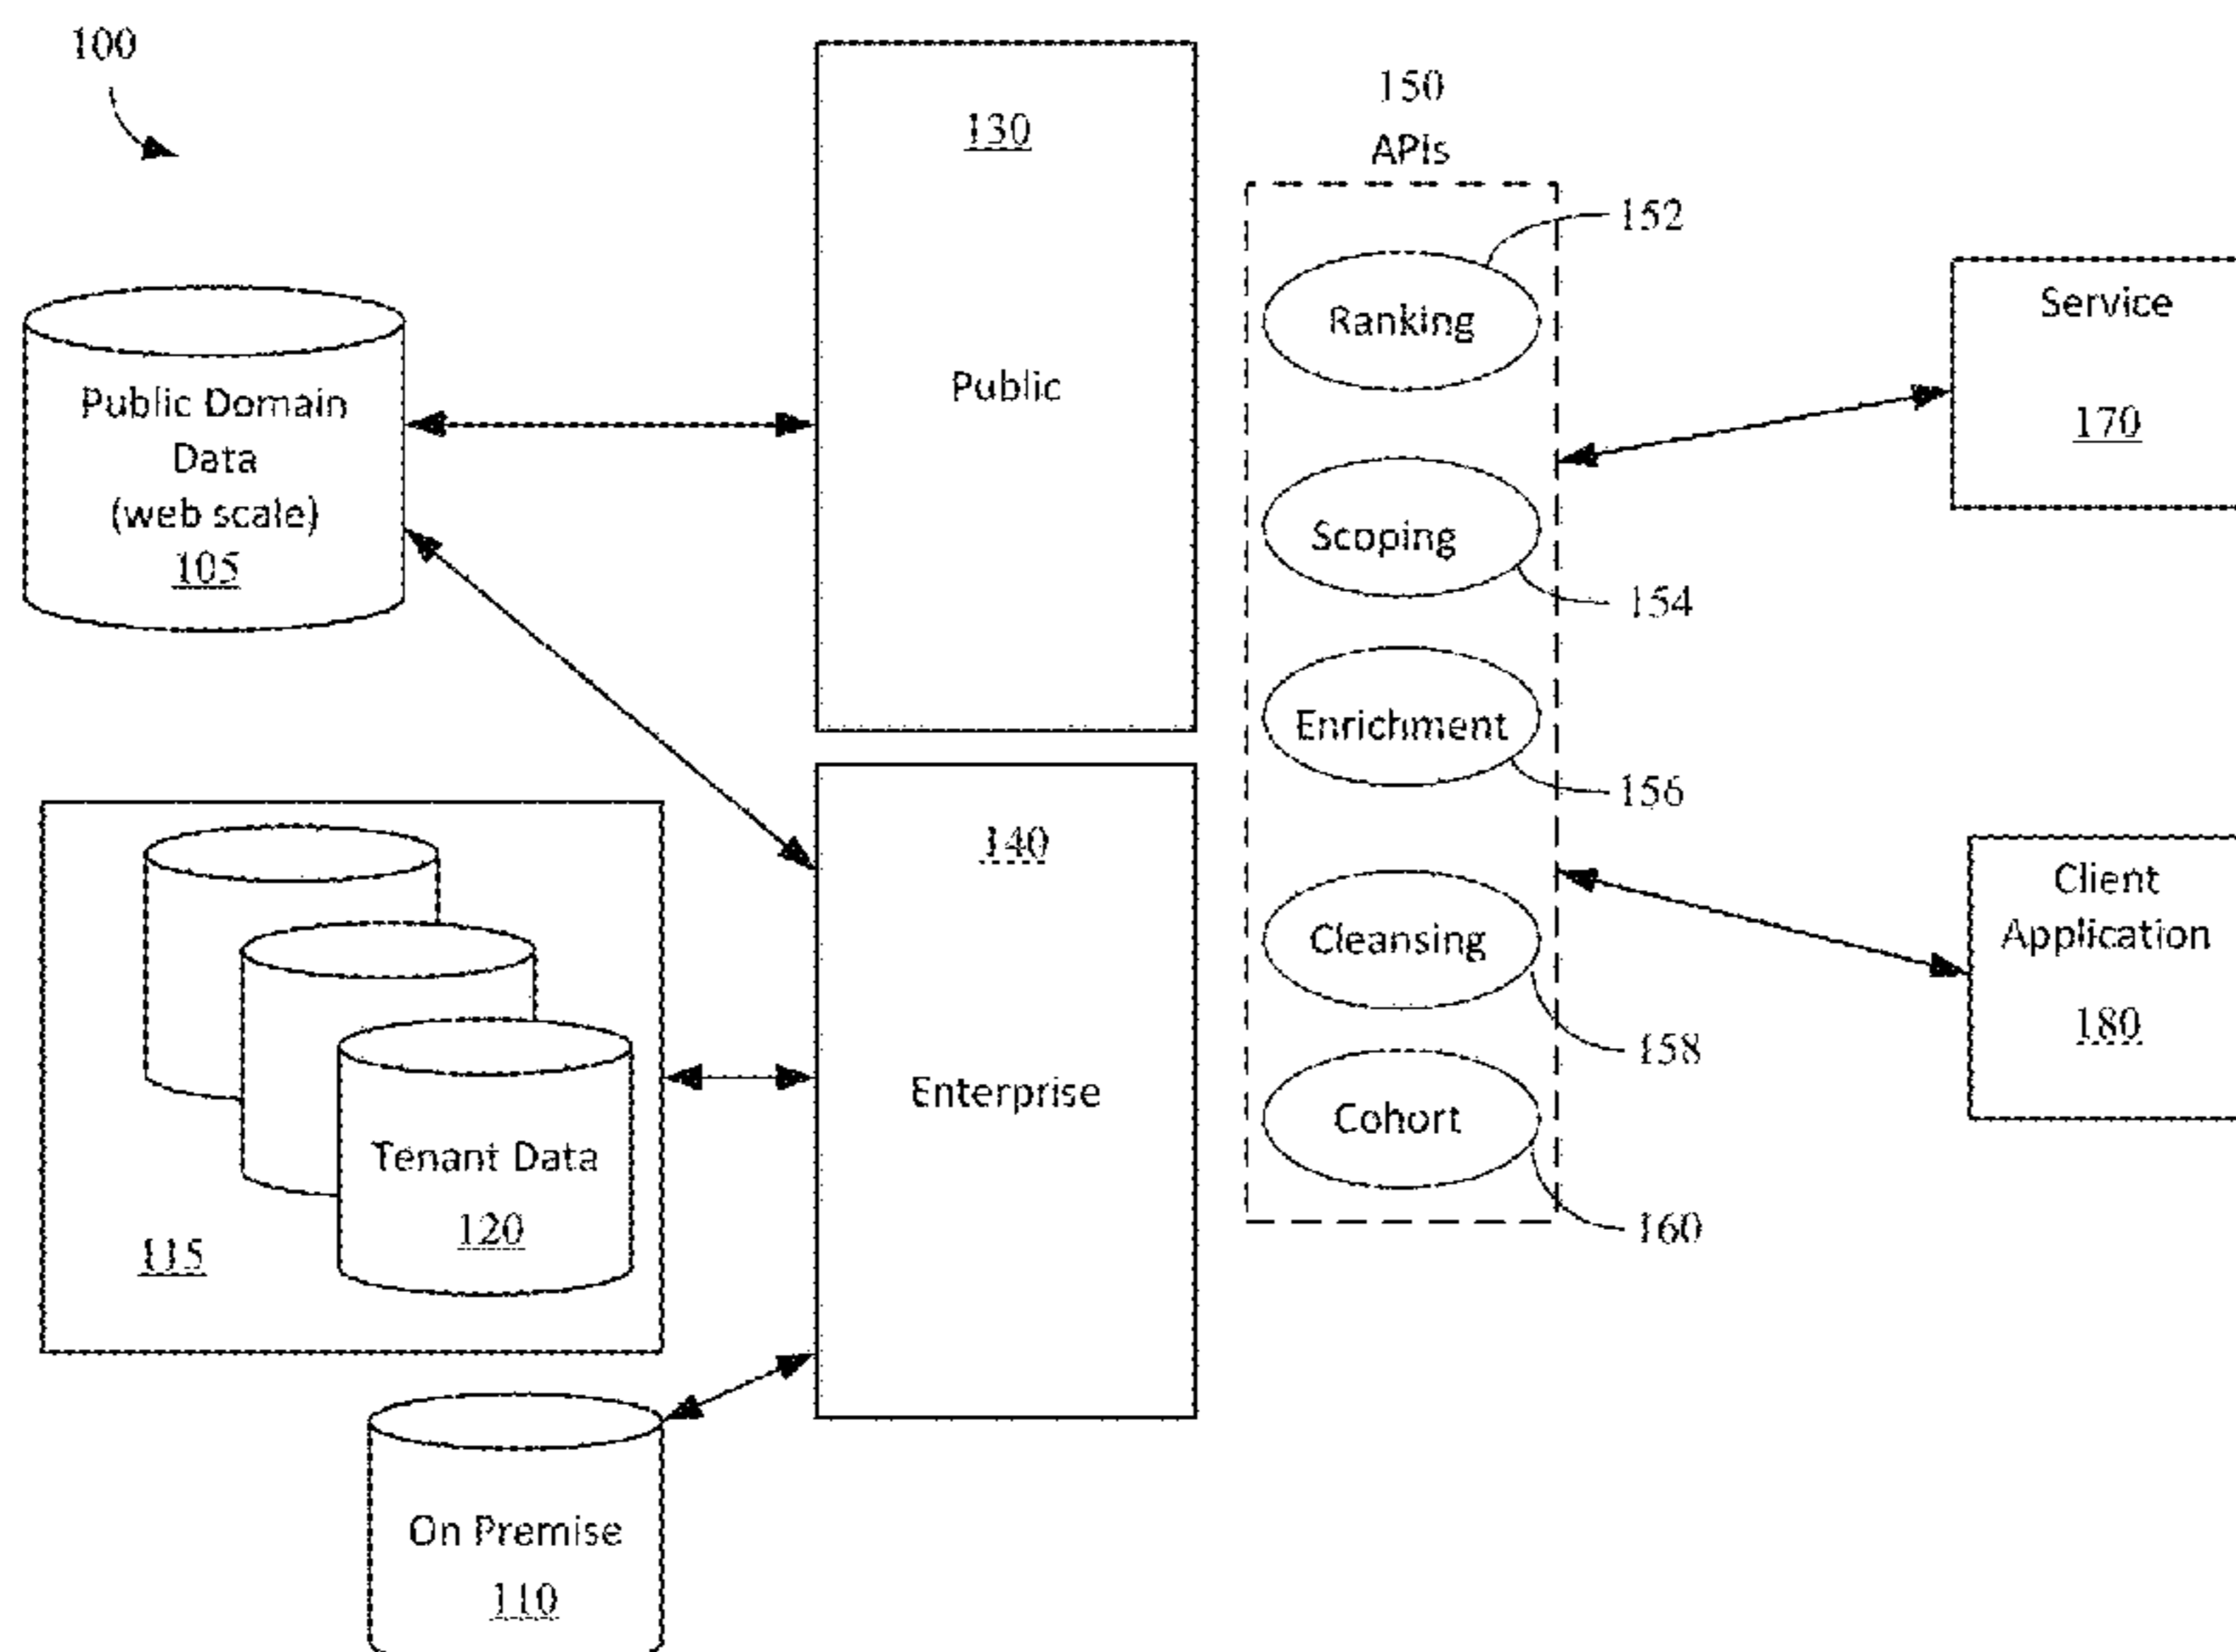 100
130
Public
150
APIs
152
Ranking
Scoping
154
Enrichment
156
Cleansing
158
Cohort
160
Service
170
Client
Application
180
Public Domain
Data
(web scale)
105
140
Enterprise
Tenant Data
120
115
On Premise
110